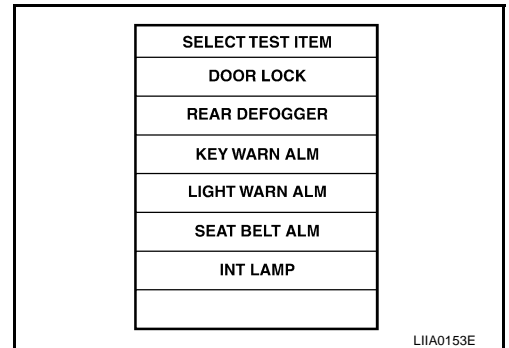 SELECT TEST ITEM
DOOR LOCK
REAR DEFOGGER
KEY WARN ALM
LIGHT WARN ALM
SEAT BELT ALM
INT LAMP
LIIA0153E